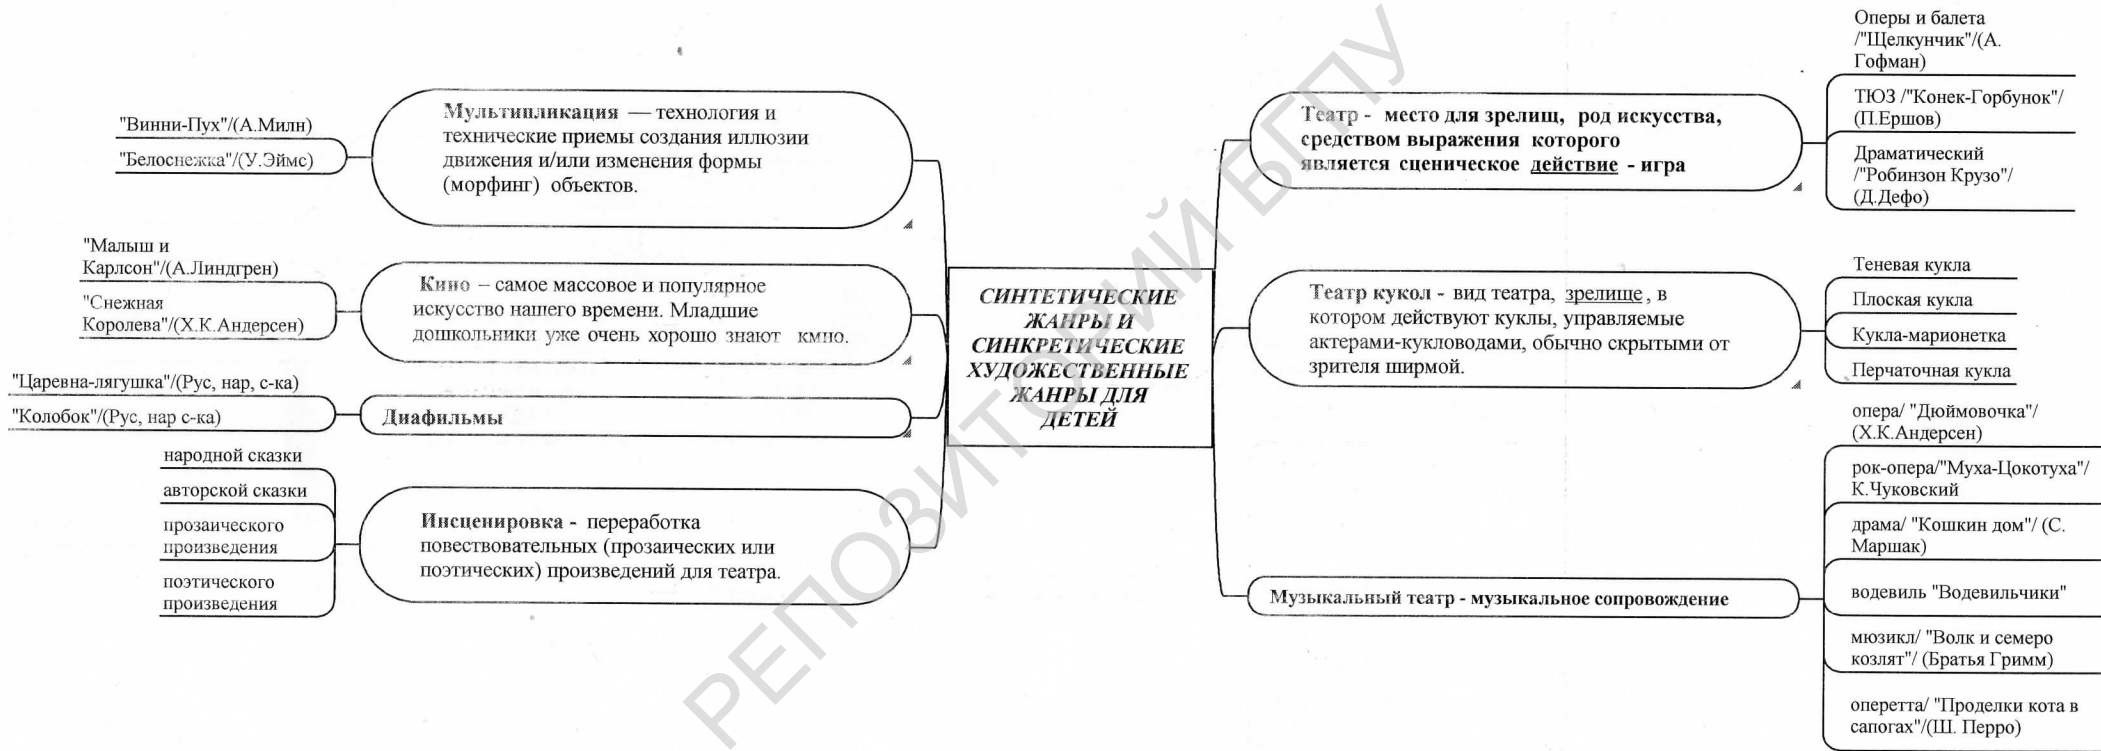 "Винни-Пух"/(А.Милн)
"Белоснежка"/(У.Эймс)
Мультипликация — технология и
технические приемы создания иллюзии
движения и/или изменения формы
(морфинг) объектов.
"Малыш и
Карлсон"/(А.Линдгрен)
"Снежная
Королева"/(Х.К.Андерсен)
Кино – самое массовое и популярное
искусство нашего времени. Младшие
дошкольники уже очень хорошо знают кмно.
"Царевна-лягушка"/(Рус, нар, с-ка)
"Колобок"/(Рус, нар с-ка)
Диафильмы
народной сказки
авторской сказки
прозаического
произведения
поэтического
произведения
Инсценировка - переработка
повествовательных (прозаических или
поэтических) произведений для театра.
СИНТЕТИЧЕСКИЕ
ЖАНРЫ И
СИНКРЕТИЧЕСКИЕ
ХУДОЖЕСТВЕННЫЕ
ЖАНРЫ ДЛЯ
ДЕТЕЙ
Театр - место для зрелищ, род искусства,
средством выражения которого
является сценическое действие - игра
Оперы и балета
/"Щелкунчик"/(А.
Гофман)
ТЮЗ /"Конек-Горбунок"/
(П.Ершов)
Драматический
/"Робинзон Крузо"/
(Д.Дефо)
Театр кукол - вид театра, зрелище, в
котором действуют куклы, управляемые
актерами-кукловодами, обычно скрытыми от
зрителя ширмой.
Теневая кукла
Плоская кукла
Кукла-марионетка
Перчаточная кукла
Музыкальный театр - музыкальное сопровождение
опера/ "Дюймовочка"/
(Х.К.Андерсен)
рок-опера/"Муха-Цокотуха"/
К.Чуковский
драма/ "Кошкин дом"/ (С.
Маршак)
водевиль "Водевильчики"
мюзикл/ "Волк и семеро
козлят"/ (Братья Гримм)
оперетта/ "Проделки кота в
сапогах"/(Ш. Перро)
РЕПОЗИТОРИЙ БГПУ